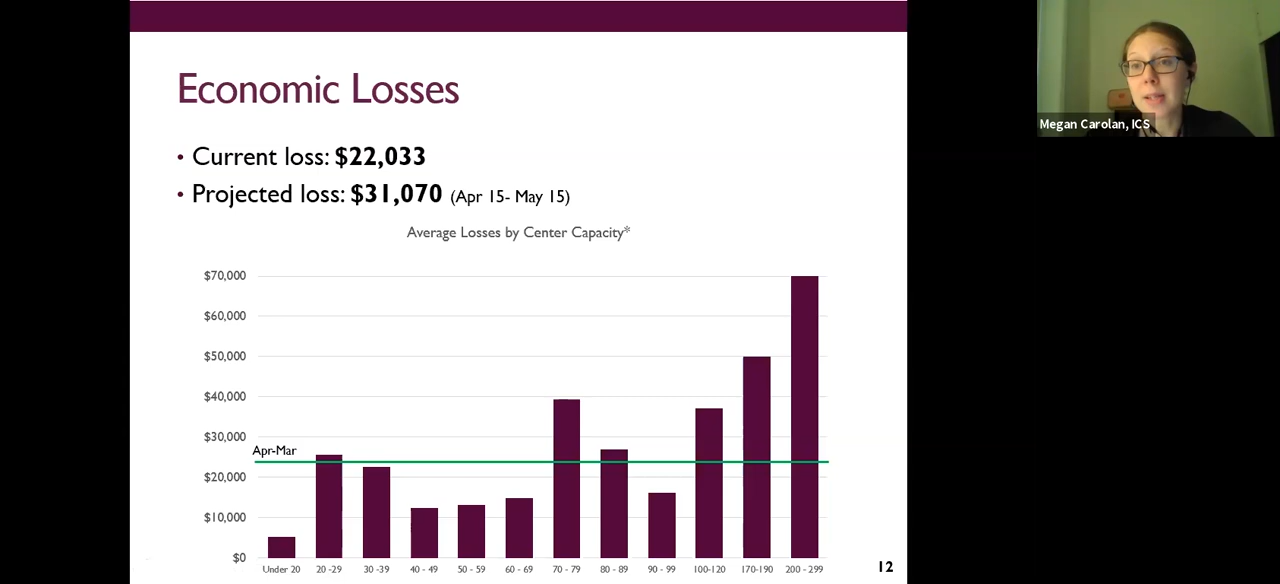 Economic Losses
• Current loss: $22,033
• Projected loss: $31,070 (Apr 15- May 15)
Average Losses by Center Capacity*
$70,000
$60,000
$50,000
$40,000
$30,000
Apr-Mar
$20,000
$10,000
$0
Under 20 20 -29 30 -39 40 - 49 50 - 59 60 - 69 70 - 79 80 - 89 90 - 99 100-120 170-190 200 - 299
12
Megan Carolan, ICS